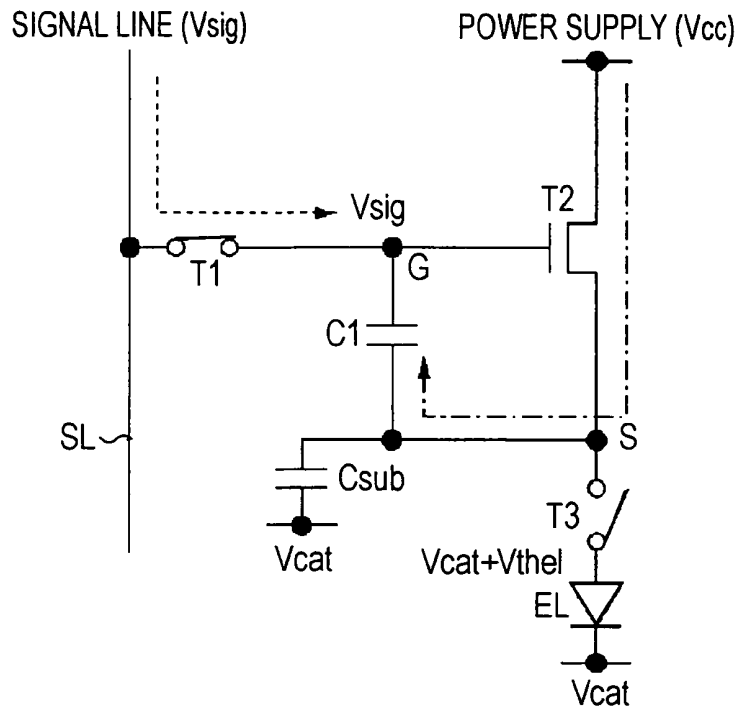 SIGNAL LINE (Vsig)
POWER SUPPLY (Vcc)
Vsig
T2
T1
G
C1
SL
S
Csub
T3
Vcat
Vcat+Vthel
EL
Vcat